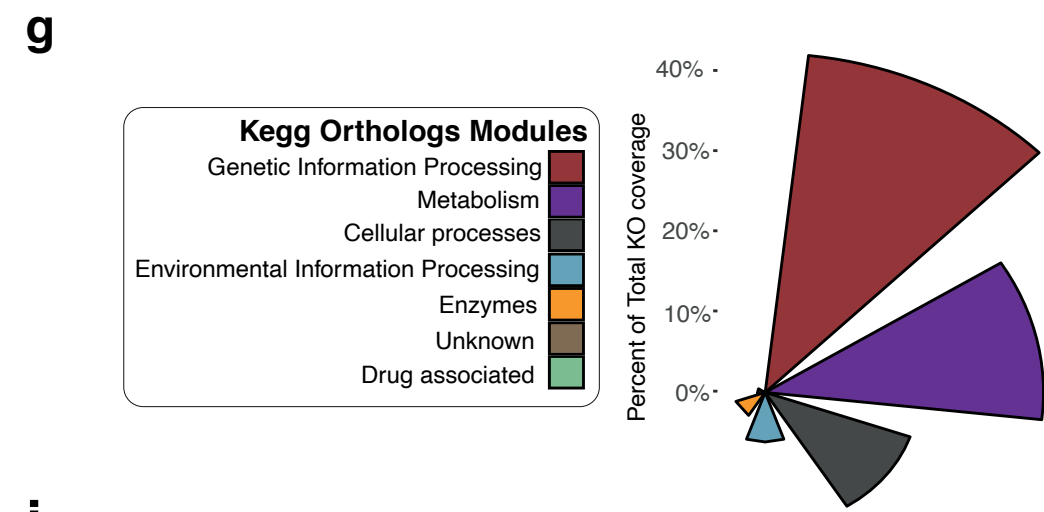 g
Kegg Orthologs Modules
Genetic Information Processing
Metabolism
Cellular processes
Environmental Information Processing
Enzymes
Unknown
Drug associated
Percent of Total KO coverage
40%
30%
20%
10%
0%